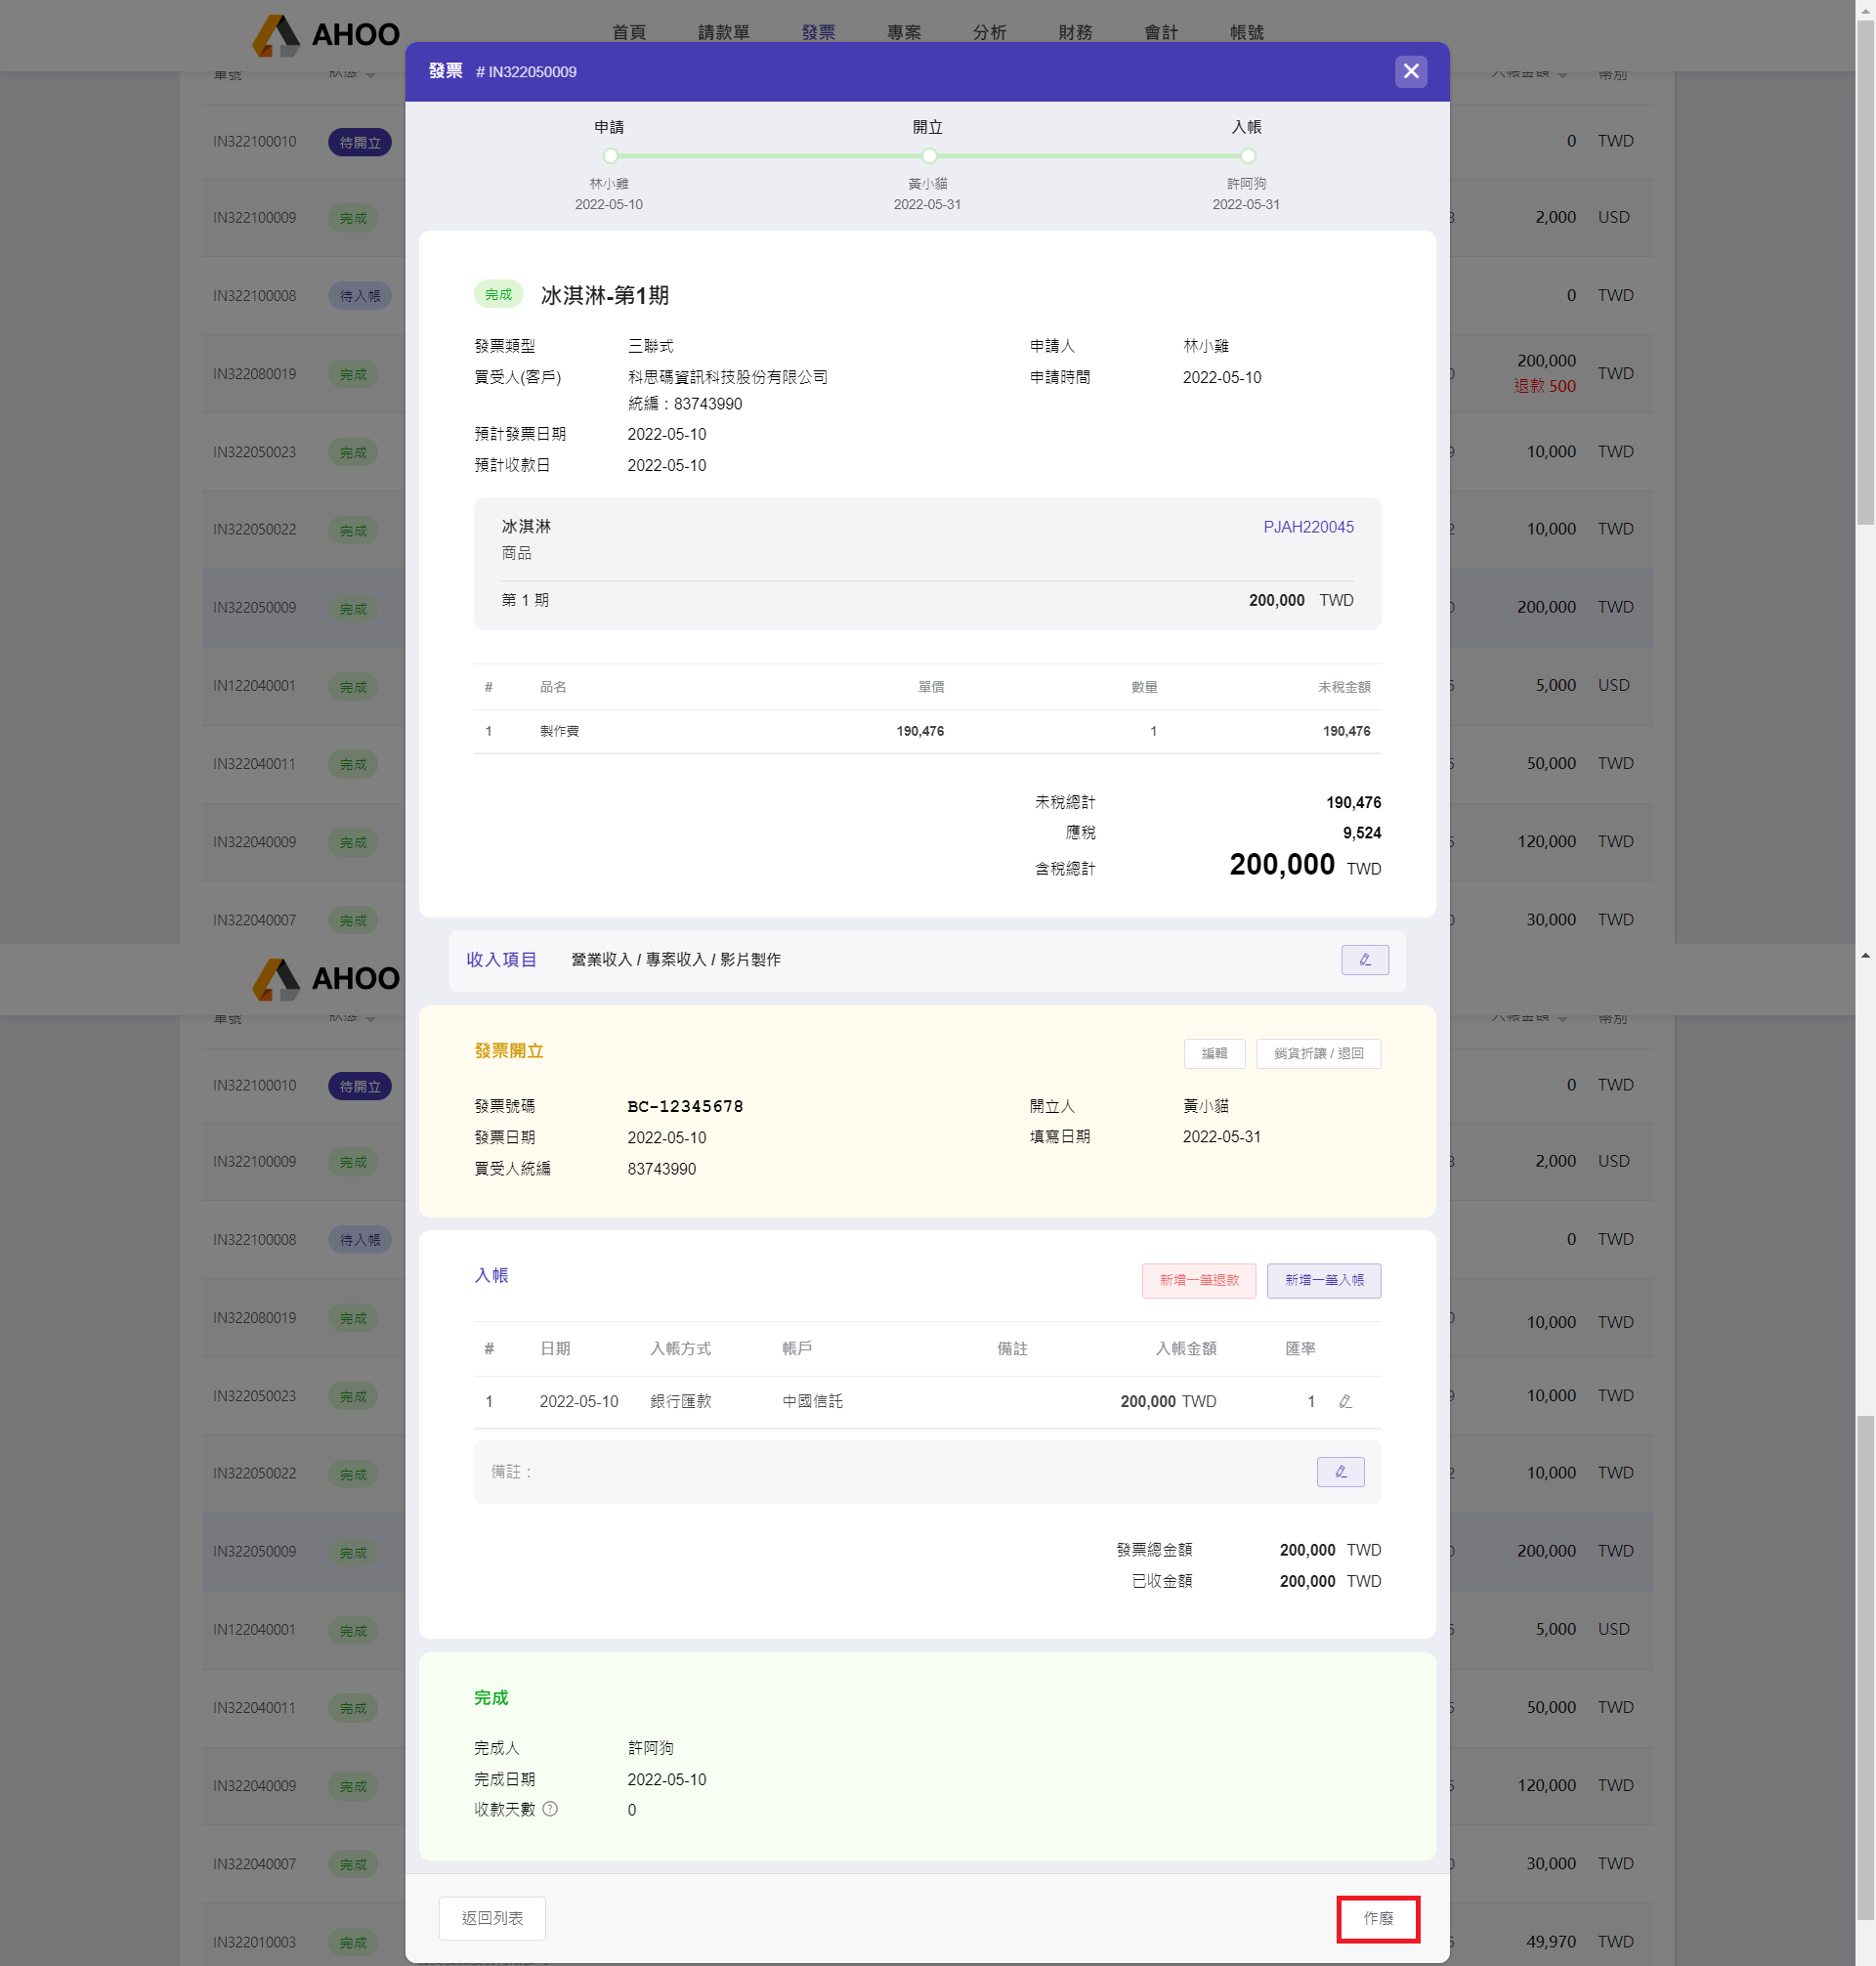 AHOO
首頁 請款單 發票 專案 分析 財務 會計 帳號
發票 # IN322050009
申請 開立 入帳
林小雞 黃小貓 許阿狗
2022-05-10 2022-05-31 2022-05-31
完成 冰淇淋-第1期
發票類型 三聯式 申請人 林小雞
買受人(客戶) 科思碼資訊科技股份有限公司 申請時間 2022-05-10
統編：83743990
預計發票日期 2022-05-10
預計收款日 2022-05-10
冰淇淋 PJAH220045
商品
第 1 期 200,000 TWD
# 品名 單價 數量 未稅金額
1 製作費 190,476 1 190,476
未稅總計 190,476
應稅 9,524
含稅總計 200,000 TWD
收入項目 營業收入 / 專案收入 / 影片製作
發票開立 編輯 銷貨折讓 / 退回
發票號碼 BC-12345678 開立人 黃小貓
發票日期 2022-05-10 填寫日期 2022-05-31
買受人統編 83743990
入帳 新增一筆退款 新增一筆入帳
# 日期 入帳方式 帳戶 備註 入帳金額 匯率
1 2022-05-10 銀行匯款 中國信託 200,000 TWD 1
備註：
發票總金額 200,000 TWD
已收金額 200,000 TWD
完成
完成人 許阿狗
完成日期 2022-05-10
收款天數 ? 0
返回列表 作廢
單號 狀態 入帳金額 幣別
IN322100010 待開立 0 TWD
IN322100009 完成 2,000 USD
IN322100008 待入帳 0 TWD
IN322080019 完成 200,000 TWD
退款 500
IN322050023 完成 10,000 TWD
IN322050022 完成 10,000 TWD
IN322050009 完成 200,000 TWD
IN122040001 完成 5,000 USD
IN322040011 完成 50,000 TWD
IN322040009 完成 120,000 TWD
IN322040007 完成 30,000 TWD
AHOO
單號 狀態 入帳金額 幣別
IN322100010 待開立 0 TWD
IN322100009 完成 2,000 USD
IN322100008 待入帳 0 TWD
IN322080019 完成 10,000 TWD
IN322050023 完成 10,000 TWD
IN322050022 完成 10,000 TWD
IN322050009 完成 200,000 TWD
IN122040001 完成 5,000 USD
IN322040011 完成 50,000 TWD
IN322040009 完成 120,000 TWD
IN322040007 完成 30,000 TWD
IN322010003 完成 49,970 TWD